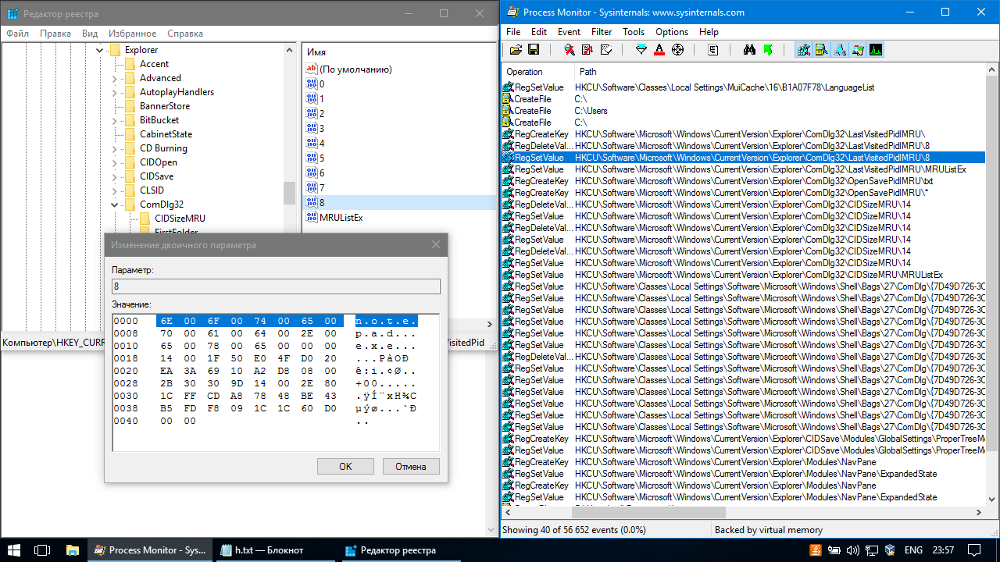 Редактор реестра
Файл Правка Вид Избранное Справка
Explorer
Accent
Advanced
AutoplayHandlers
BannerStore
BitBucket
CabinetState
CD Burning
CIDOpen
CIDSave
CLSID
ComDlg32
CIDSizeMRU
FirstFolder
Имя
(По умолчанию)
0
1
2
3
4
5
6
7
8
MRUListEx
Компьютер\HKEY_CURR
VisitedPid
Изменение двоичного параметра
Параметр:
8
Значение:
0000 6E 00 6F 00 74 00 65 00 n.o.t.e.
0008 70 00 61 00 64 00 2E 00 p.a.d...
0010 65 00 78 00 65 00 00 00 e.x.e...
0018 14 00 1F 50 E0 4F D0 20 ...PàOÐ
0020 EA 3A 69 10 A2 D8 08 00 ê:i.¢Ø..
0028 2B 30 30 9D 14 00 2E 80 +00.....
0030 1C FF CD A8 78 48 BE 43 .ÿÍ¨xH¾C
0038 B5 FD F8 09 1C 1C 60 D0 µýø...`Ð
0040 00 00 ..
OK Отмена
Process Monitor - Sysinternals: www.sysinternals.com
File Edit Event Filter Tools Options Help
Operation Path
RegSetValue HKCU\Software\Classes\Local Settings\MuiCache\16\B1A07F78\LanguageList
CreateFile C:\
CreateFile C:\Users
CreateFile C:\
RegCreateKey HKCU\Software\Microsoft\Windows\CurrentVersion\Explorer\ComDlg32\LastVisitedPidlMRU\
RegDeleteVal... HKCU\Software\Microsoft\Windows\CurrentVersion\Explorer\ComDlg32\LastVisitedPidlMRU\8
RegSetValue HKCU\Software\Microsoft\Windows\CurrentVersion\Explorer\ComDlg32\LastVisitedPidlMRU\8
RegSetValue HKCU\Software\Microsoft\Windows\CurrentVersion\Explorer\ComDlg32\LastVisitedPidlMRU\MRUListEx
RegCreateKey HKCU\Software\Microsoft\Windows\CurrentVersion\Explorer\ComDlg32\OpenSavePidlMRU\txt
RegCreateKey HKCU\Software\Microsoft\Windows\CurrentVersion\Explorer\ComDlg32\OpenSavePidlMRU\*
RegDeleteVal... HKCU\Software\Microsoft\Windows\CurrentVersion\Explorer\ComDlg32\CIDSizeMRU\14
RegSetValue HKCU\Software\Microsoft\Windows\CurrentVersion\Explorer\ComDlg32\CIDSizeMRU\14
RegDeleteVal... HKCU\Software\Microsoft\Windows\CurrentVersion\Explorer\ComDlg32\CIDSizeMRU\14
RegSetValue HKCU\Software\Microsoft\Windows\CurrentVersion\Explorer\ComDlg32\CIDSizeMRU\14
RegDeleteVal... HKCU\Software\Microsoft\Windows\CurrentVersion\Explorer\ComDlg32\CIDSizeMRU\14
RegSetValue HKCU\Software\Microsoft\Windows\CurrentVersion\Explorer\ComDlg32\CIDSizeMRU\14
RegSetValue HKCU\Software\Microsoft\Windows\CurrentVersion\Explorer\ComDlg32\CIDSizeMRU\MRUListEx
RegSetValue HKCU\Software\Classes\Local Settings\Software\Microsoft\Windows\Shell\Bags\27\ComDlg\{7D49D726-3C
RegSetValue HKCU\Software\Classes\Local Settings\Software\Microsoft\Windows\Shell\Bags\27\ComDlg\{7D49D726-3C
RegSetValue HKCU\Software\Classes\Local Settings\Software\Microsoft\Windows\Shell\Bags\27\ComDlg\{7D49D726-3C
RegSetValue HKCU\Software\Classes\Local Settings\Software\Microsoft\Windows\Shell\Bags\27\ComDlg\{7D49D726-3C
RegSetValue HKCU\Software\Classes\Local Settings\Software\Microsoft\Windows\Shell\Bags\27\ComDlg\{7D49D726-3C
RegSetValue HKCU\Software\Classes\Local Settings\Software\Microsoft\Windows\Shell\Bags\27\ComDlg\{7D49D726-3C
RegDeleteVal... HKCU\Software\Classes\Local Settings\Software\Microsoft\Windows\Shell\Bags\27\ComDlg\{7D49D726-3C
RegSetValue HKCU\Software\Classes\Local Settings\Software\Microsoft\Windows\Shell\Bags\27\ComDlg\{7D49D726-3C
RegSetValue HKCU\Software\Classes\Local Settings\Software\Microsoft\Windows\Shell\Bags\27\ComDlg\{7D49D726-3C
RegSetValue HKCU\Software\Classes\Local Settings\Software\Microsoft\Windows\Shell\Bags\27\ComDlg\{7D49D726-3C
RegSetValue HKCU\Software\Classes\Local Settings\Software\Microsoft\Windows\Shell\Bags\27\ComDlg\{7D49D726-3C
RegSetValue HKCU\Software\Classes\Local Settings\Software\Microsoft\Windows\Shell\Bags\27\ComDlg\{7D49D726-3C
RegSetValue HKCU\Software\Classes\Local Settings\Software\Microsoft\Windows\Shell\Bags\27\ComDlg\{7D49D726-3C
RegCreateKey HKCU\Software\Microsoft\Windows\CurrentVersion\Explorer\CIDSave\Modules\GlobalSettings\ProperTreeMo
RegSetValue HKCU\Software\Microsoft\Windows\CurrentVersion\Explorer\CIDSave\Modules\GlobalSettings\ProperTreeMo
RegCreateKey HKCU\Software\Microsoft\Windows\CurrentVersion\Explorer\Modules\NavPane
RegSetValue HKCU\Software\Microsoft\Windows\CurrentVersion\Explorer\Modules\NavPane\ExpandedState
RegCreateKey HKCU\Software\Microsoft\Windows\CurrentVersion\Explorer\Modules\NavPane
RegSetValue HKCU\Software\Microsoft\Windows\CurrentVersion\Explorer\Modules\NavPane\ExpandedState
Showing 40 of 56 652 events (0.0%) Backed by virtual memory
Process Monitor - Sys... h.txt — Блокнот Редактор реестра ENG 23:57